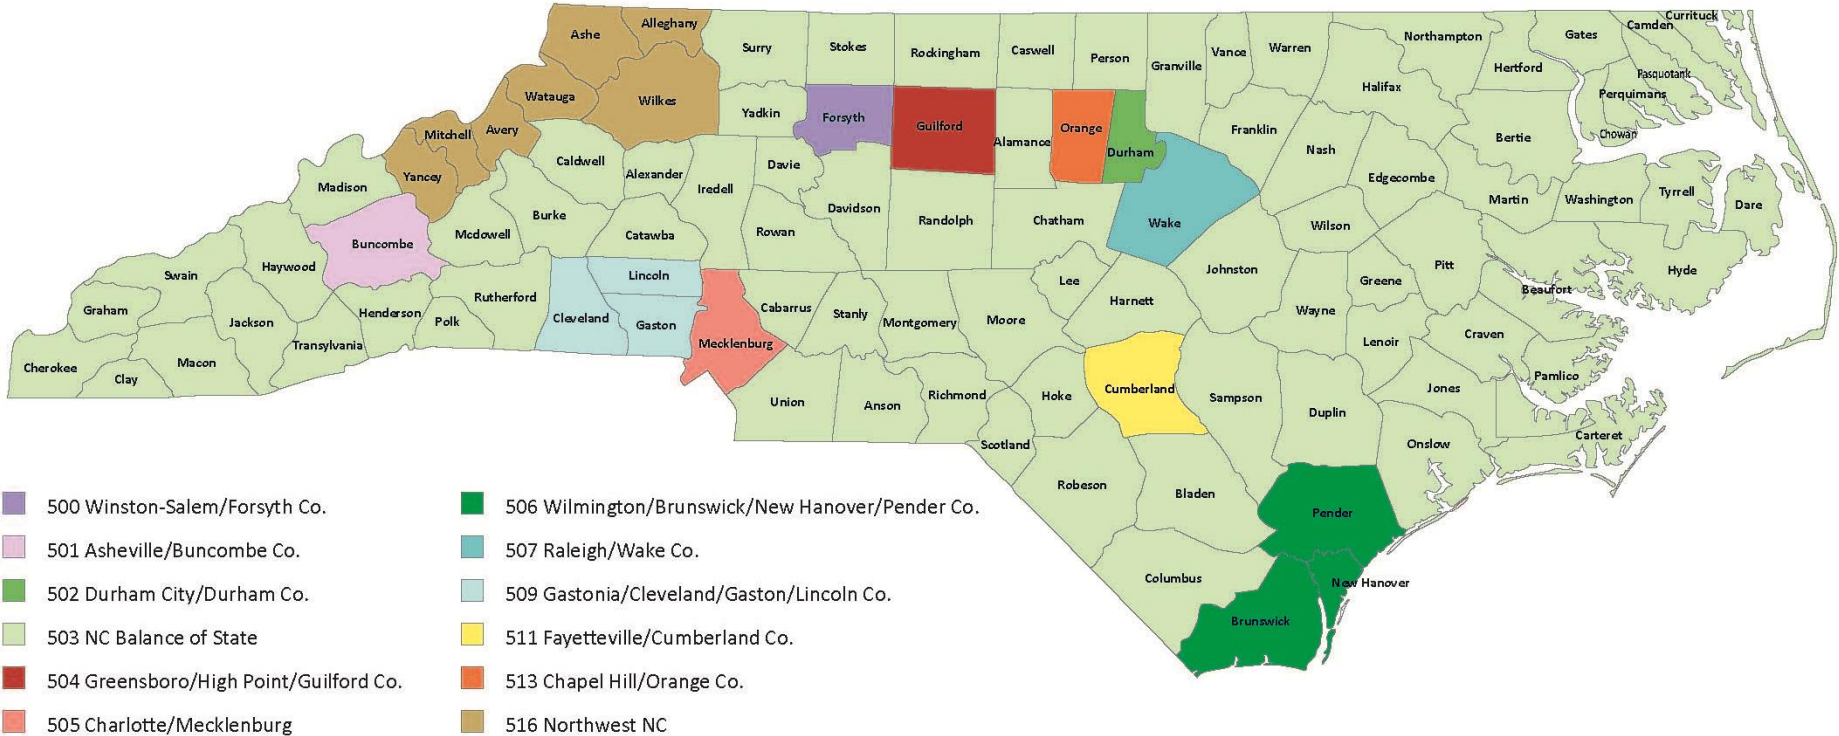 Ashe
Alleghany
Surry
Stokes
Rockingham
Caswell
Person
Granville
Vance
Warren
Northampton
Gates
Camden
Currituck
Hertford
Pasquotank
Halifax
Perquimans
Watauga
Wilkes
Yadkin
Forsyth
Guilford
Alamance
Orange
Durham
Franklin
Nash
Bertie
Chowan
Mitchell
Avery
Caldwell
Alexander
Iredell
Davie
Edgecombe
Madison
Yancey
Burke
Davidson
Randolph
Chatham
Wake
Wilson
Martin
Washington
Tyrrell
Dare
Buncombe
Mcdowell
Catawba
Rowan
Swain
Haywood
Lincoln
Lee
Johnston
Greene
Pitt
Hyde
Beaufort
Graham
Jackson
Henderson
Rutherford
Polk
Cleveland
Gaston
Cabarrus
Stanly
Montgomery
Moore
Harnett
Wayne
Lenoir
Craven
Transylvania
Mecklenburg
Cherokee
Clay
Macon
Union
Anson
Richmond
Hoke
Cumberland
Sampson
Duplin
Jones
Pamlico
Scotland
Onslow
Carteret
Robeson
Bladen
Pender
Columbus
New Hanover
Brunswick
500 Winston-Salem/Forsyth Co.
501 Asheville/Buncombe Co.
502 Durham City/Durham Co.
503 NC Balance of State
504 Greensboro/High Point/Guilford Co.
505 Charlotte/Mecklenburg
506 Wilmington/Brunswick/New Hanover/Pender Co.
507 Raleigh/Wake Co.
509 Gastonia/Cleveland/Gaston/Lincoln Co.
511 Fayetteville/Cumberland Co.
513 Chapel Hill/Orange Co.
516 Northwest NC